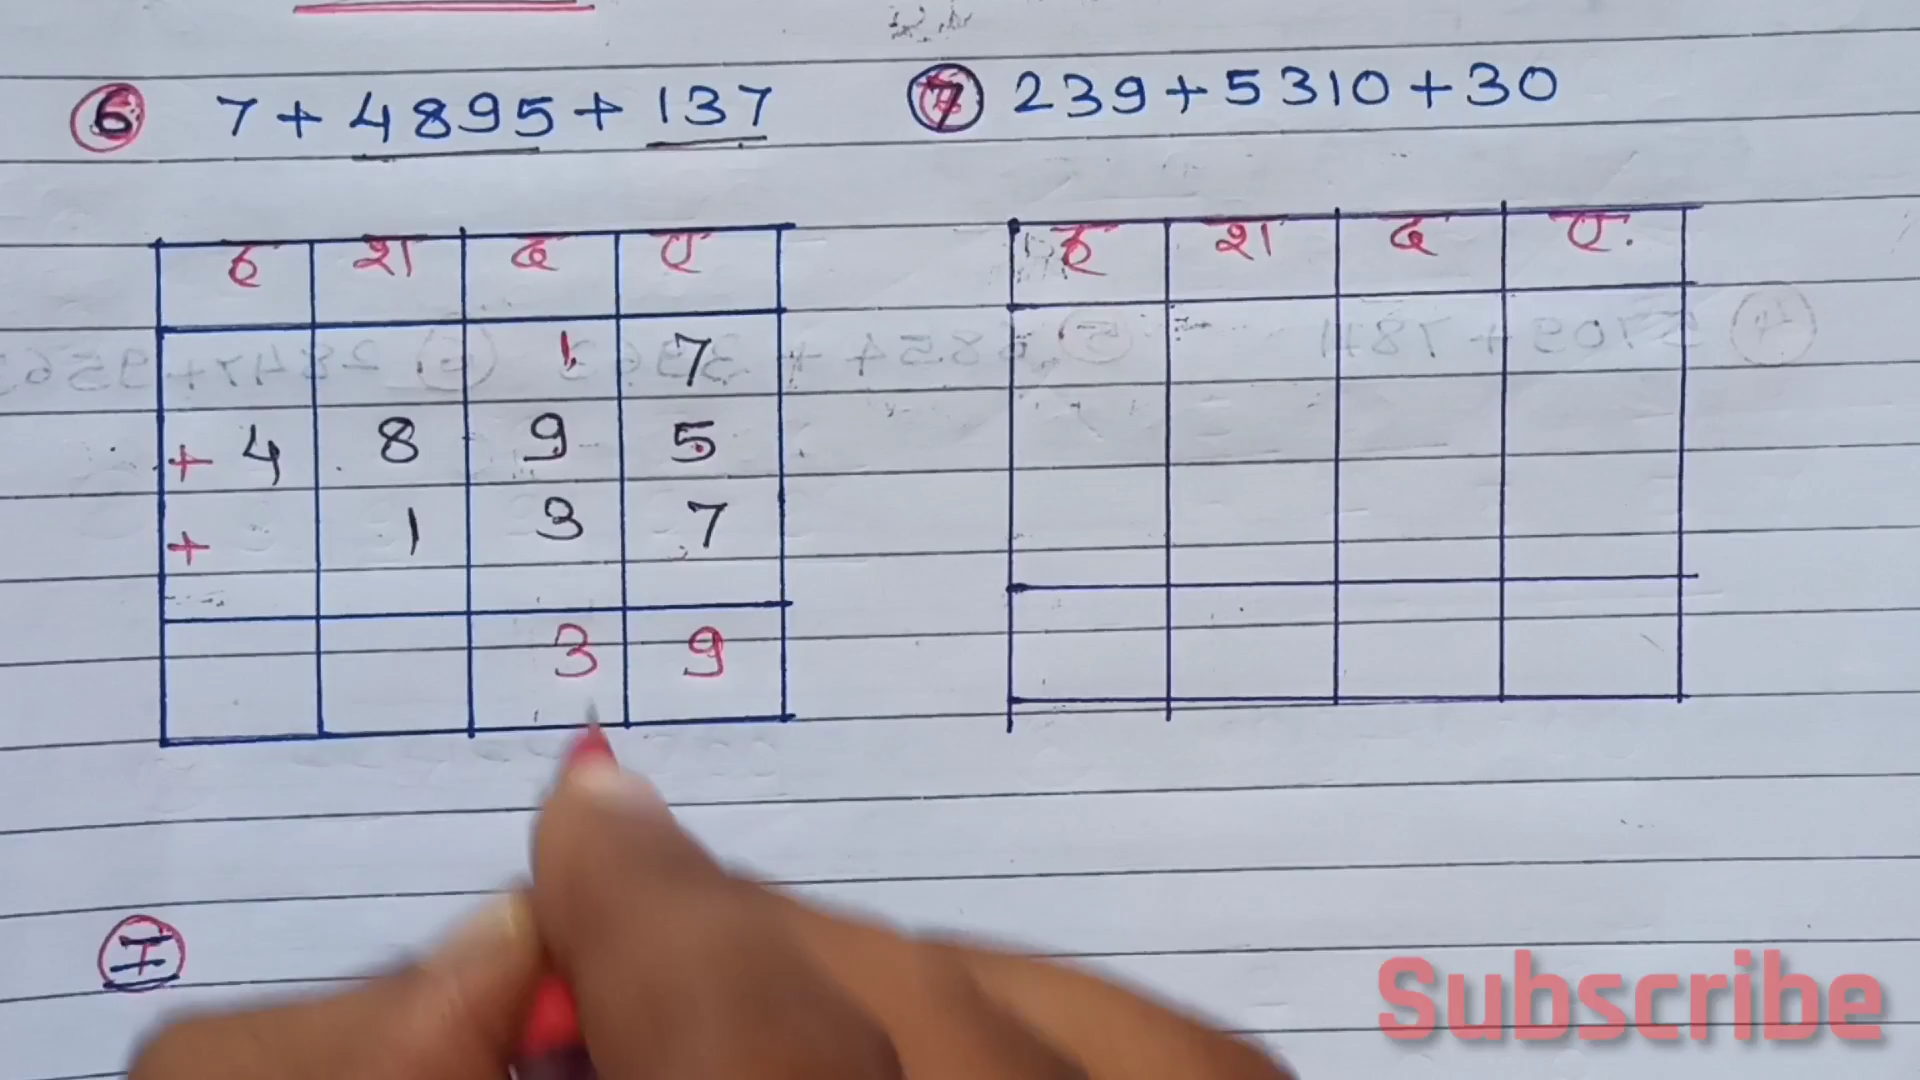 6 7 + 4895 + 137
7 239 + 5310 + 30
ह श द ए
1 7
+ 4 8 9 5
+ 1 3 7
3 9
ह श द ए.
I
Subscribe